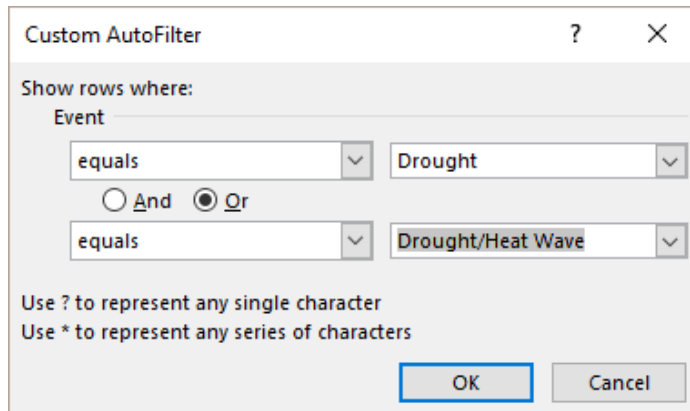 Custom AutoFilter ?
Show rows where:
Event
equals Drought
And Or
equals Drought/Heat Wave
Use ? to represent any single character
Use * to represent any series of characters
OK Cancel